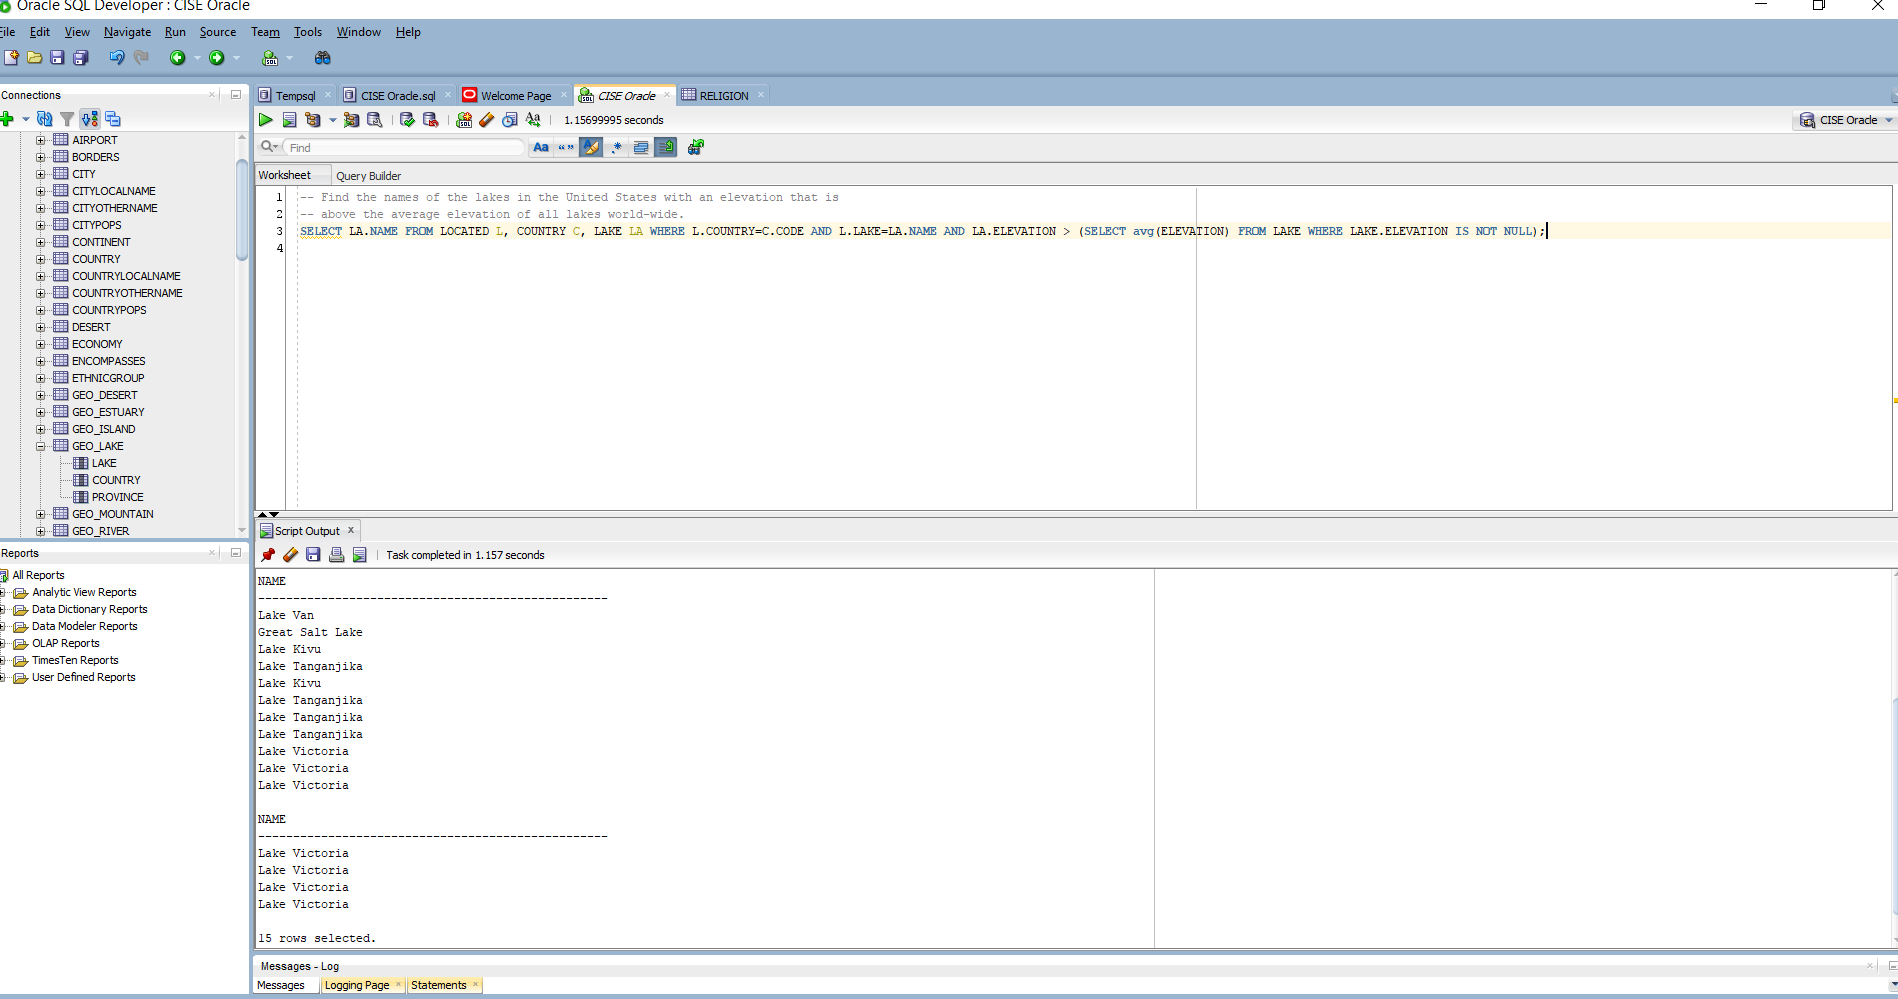 Oracle SQL Developer : CISE Oracle
File Edit View Navigate Run Source Team Tools Window Help
Connections
AIRPORT
BORDERS
CITY
CITYLOCALNAME
CITYOTHERNAME
CITYPOPS
CONTINENT
COUNTRY
COUNTRYLOCALNAME
COUNTRYOTHERNAME
COUNTRYPOPS
DESERT
ECONOMY
ENCOMPASSES
ETHNICGROUP
GEO_DESERT
GEO_ESTUARY
GEO_ISLAND
GEO_LAKE
LAKE
COUNTRY
PROVINCE
GEO_MOUNTAIN
GEO_RIVER
Reports
All Reports
Analytic View Reports
Data Dictionary Reports
Data Modeler Reports
OLAP Reports
TimesTen Reports
User Defined Reports
Tempsql CISE Oracle.sql Welcome Page CISE Oracle RELIGION
1.15699995 seconds
CISE Oracle
Find
Aa “ ” .*
Worksheet Query Builder
1 -- Find the names of the lakes in the United States with an elevation that is
2 -- above the average elevation of all lakes world-wide.
3 SELECT LA.NAME FROM LOCATED L, COUNTRY C, LAKE LA WHERE L.COUNTRY=C.CODE AND L.LAKE=LA.NAME AND LA.ELEVATION > (SELECT avg(ELEVATION) FROM LAKE WHERE LAKE.ELEVATION IS NOT NULL);
4
Script Output
Task completed in 1.157 seconds
NAME
--------------------------------------------------
Lake Van
Great Salt Lake
Lake Kivu
Lake Tanganjika
Lake Kivu
Lake Tanganjika
Lake Tanganjika
Lake Tanganjika
Lake Victoria
Lake Victoria
Lake Victoria
NAME
--------------------------------------------------
Lake Victoria
Lake Victoria
Lake Victoria
Lake Victoria
15 rows selected.
Messages - Log
Messages Logging Page Statements